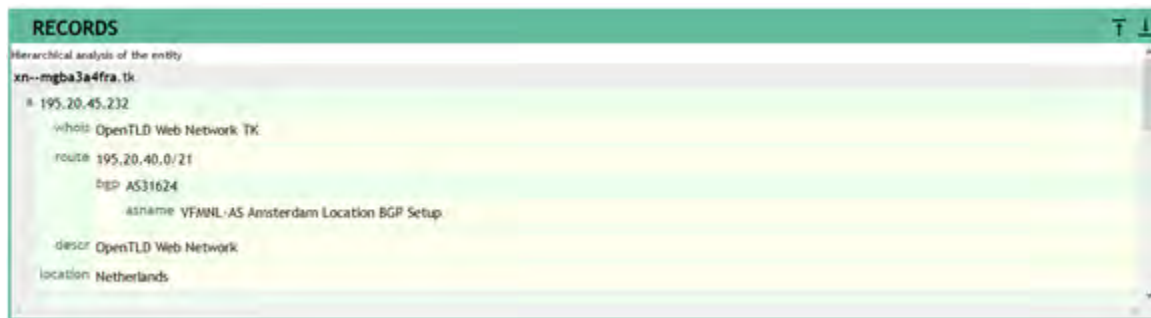 RECORDS
Hierarchical analysis of the entity
xn--mgba3a4fra.tk
a 195.20.45.232
whois OpenTLD Web Network TK
route 195.20.40.0/21
bgp AS31624
asname VFMNL-AS Amsterdam Location BGP Setup
descr OpenTLD Web Network
location Netherlands